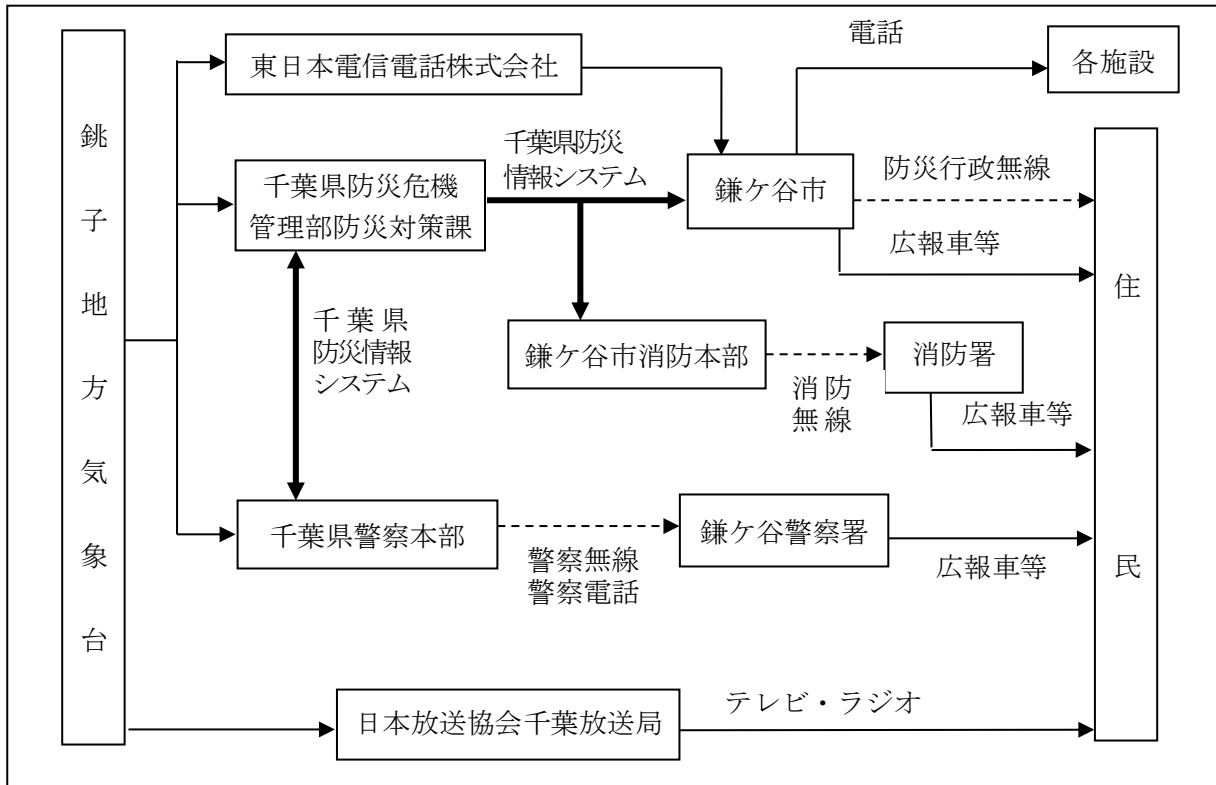 銚子地方気象台
東日本電信電話株式会社
電話
各施設
千葉県防災危機
管理部防災対策課
千葉県防災
情報システム
鎌ケ谷市
防災行政無線
広報車等
千葉県
防災情報
システム
鎌ケ谷市消防本部
消防
無線
消防署
広報車等
千葉県警察本部
警察無線
警察電話
鎌ケ谷警察署
広報車等
日本放送協会千葉放送局
テレビ・ラジオ
住民